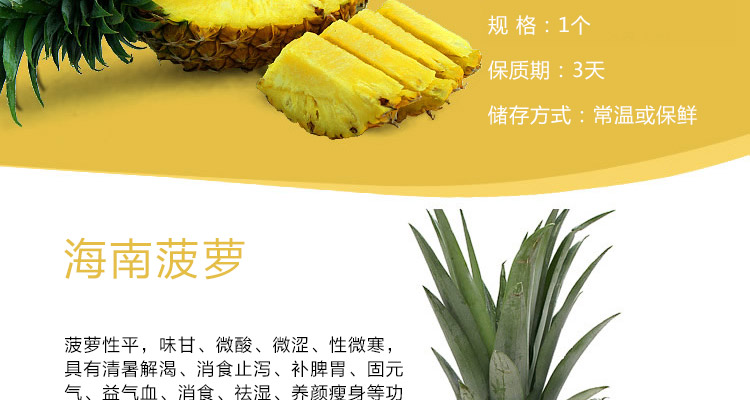 规 格：1个
保质期：3天
储存方式：常温或保鲜
海南菠萝
菠萝性平，味甘、微酸、微涩、性微寒，
具有清暑解渴、消食止泻、补脾胃、固元
气、益气血、消食、祛湿、养颜瘦身等功